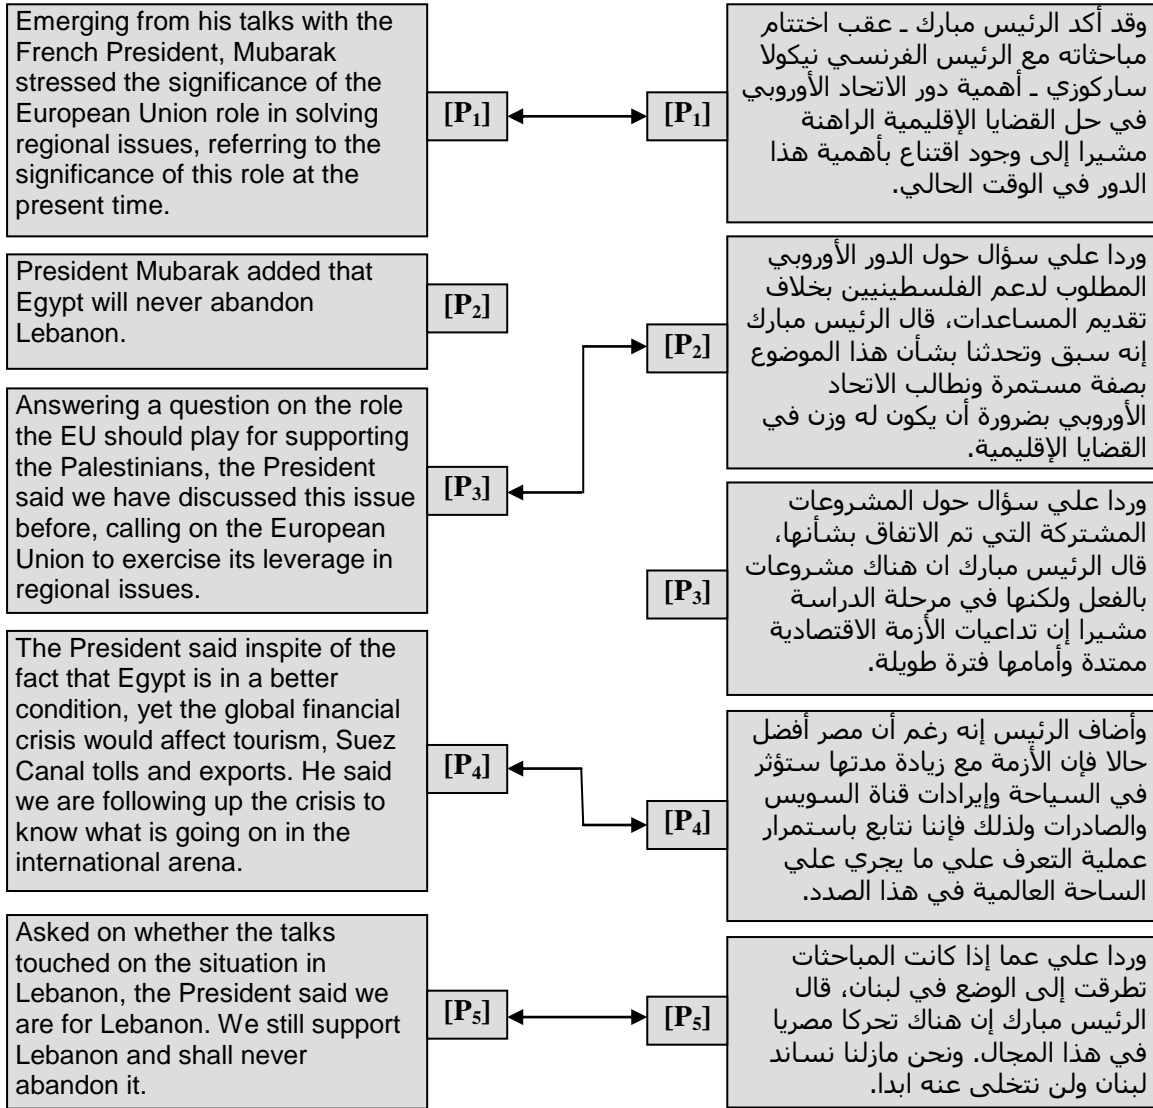 Emerging from his talks with the
French President, Mubarak
stressed the significance of the
European Union role in solving
regional issues, referring to the
significance of this role at the
present time.
[P1]
[P1]
وقد أكد الرئيس مبارك ـ عقب اختتام
مباحثاته مع الرئيس الفرنسي نيكولا
ساركوزي ـ أهمية دور الاتحاد الأوروبي
في حل القضايا الإقليمية الراهنة
مشيرا إلى وجود اقتناع بأهمية هذا
الدور في الوقت الحالي.
President Mubarak added that
Egypt will never abandon
Lebanon.
[P2]
[P2]
وردا علي سؤال حول الدور الأوروبي
المطلوب لدعم الفلسطينيين بخلاف
تقديم المساعدات، قال الرئيس مبارك
إنه سبق وتحدثنا بشأن هذا الموضوع
بصفة مستمرة ونطالب الاتحاد
الأوروبي بضرورة أن يكون له وزن في
القضايا الإقليمية.
Answering a question on the role
the EU should play for supporting
the Palestinians, the President
said we have discussed this issue
before, calling on the European
Union to exercise its leverage in
regional issues.
[P3]
[P3]
وردا علي سؤال حول المشروعات
المشتركة التي تم الاتفاق بشأنها،
قال الرئيس مبارك ان هناك مشروعات
بالفعل ولكنها في مرحلة الدراسة
مشيرا إن تداعيات الأزمة الاقتصادية
ممتدة وأمامها فترة طويلة.
The President said inspite of the
fact that Egypt is in a better
condition, yet the global financial
crisis would affect tourism, Suez
Canal tolls and exports. He said
we are following up the crisis to
know what is going on in the
international arena.
[P4]
[P4]
وأضاف الرئيس إنه رغم أن مصر أفضل
حالا فإن الأزمة مع زيادة مدتها ستؤثر
في السياحة وإيرادات قناة السويس
والصادرات ولذلك فإننا نتابع باستمرار
عملية التعرف علي ما يجري علي
الساحة العالمية في هذا الصدد.
Asked on whether the talks
touched on the situation in
Lebanon, the President said we
are for Lebanon. We still support
Lebanon and shall never
abandon it.
[P5]
[P5]
وردا علي عما إذا كانت المباحثات
تطرقت إلى الوضع في لبنان، قال
الرئيس مبارك إن هناك تحركا مصريا
في هذا المجال. ونحن مازلنا نساند
لبنان ولن نتخلى عنه ابدا.